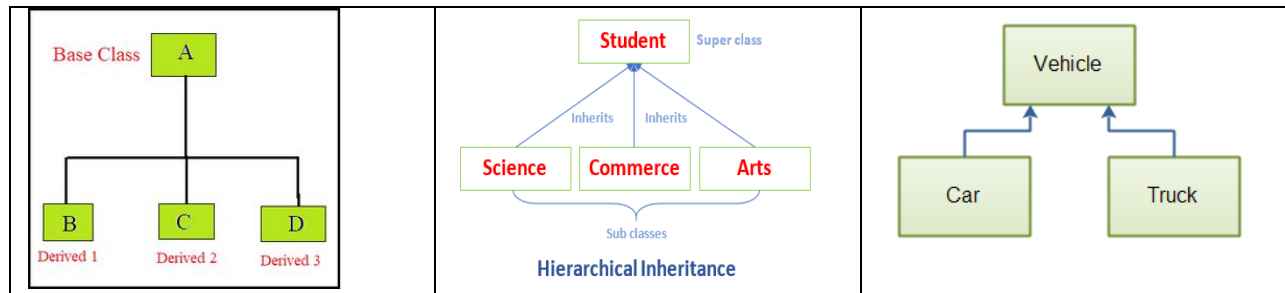 Base Class
A
B
C
D
Derived 1
Derived 2
Derived 3
Student
Super class
Inherits
Inherits
Science
Commerce
Arts
Sub classes
Hierarchical Inheritance
Vehicle
Car
Truck